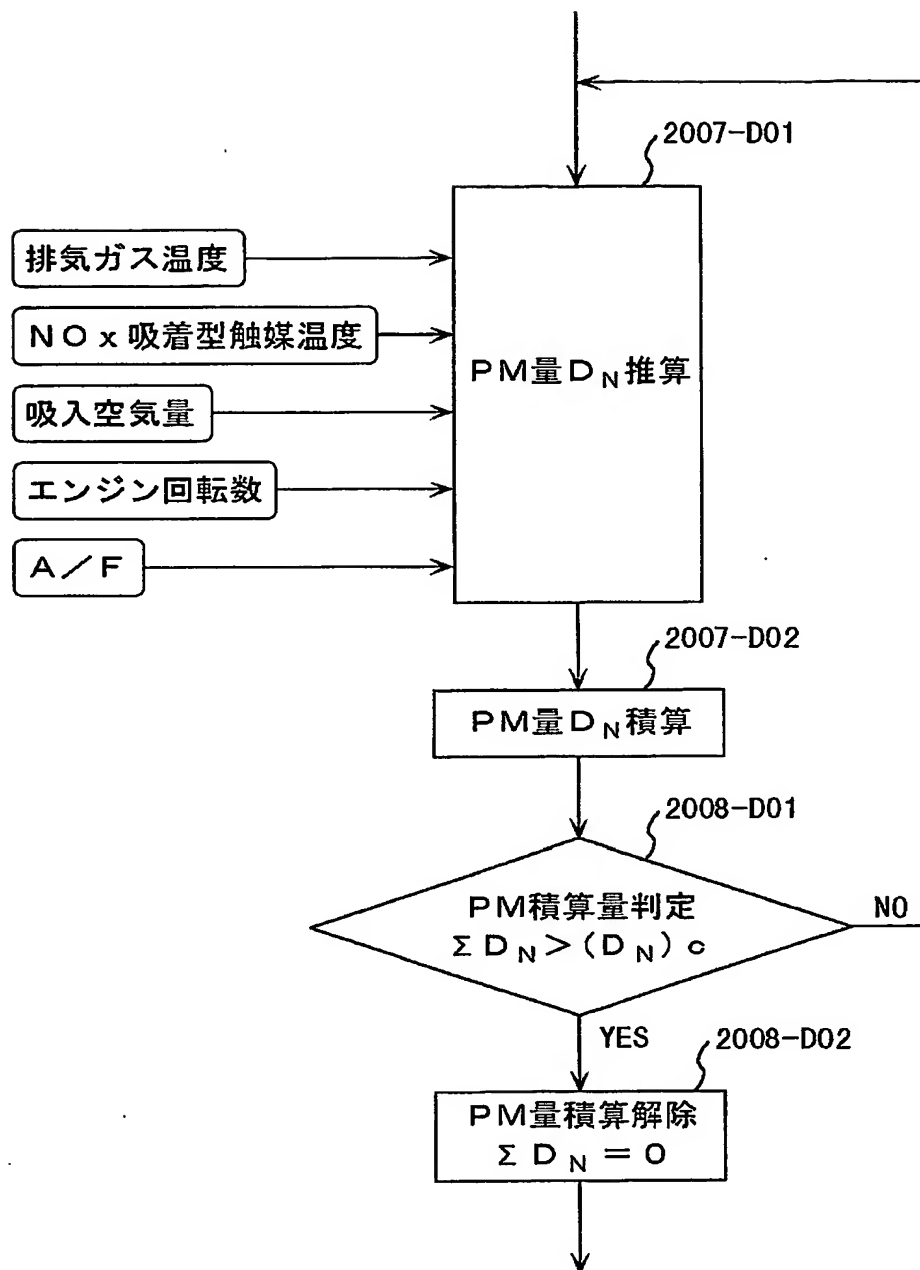 2007-D01
排気ガス温度
NOx吸着型触媒温度
吸入空気量
エンジン回転数
A/F
PM量DN推算
2007-D02
PM量DN積算
2008-D01
PM積算量判定
ΣDN>(DN)c
NO
YES
2008-D02
PM量積算解除
ΣDN=0